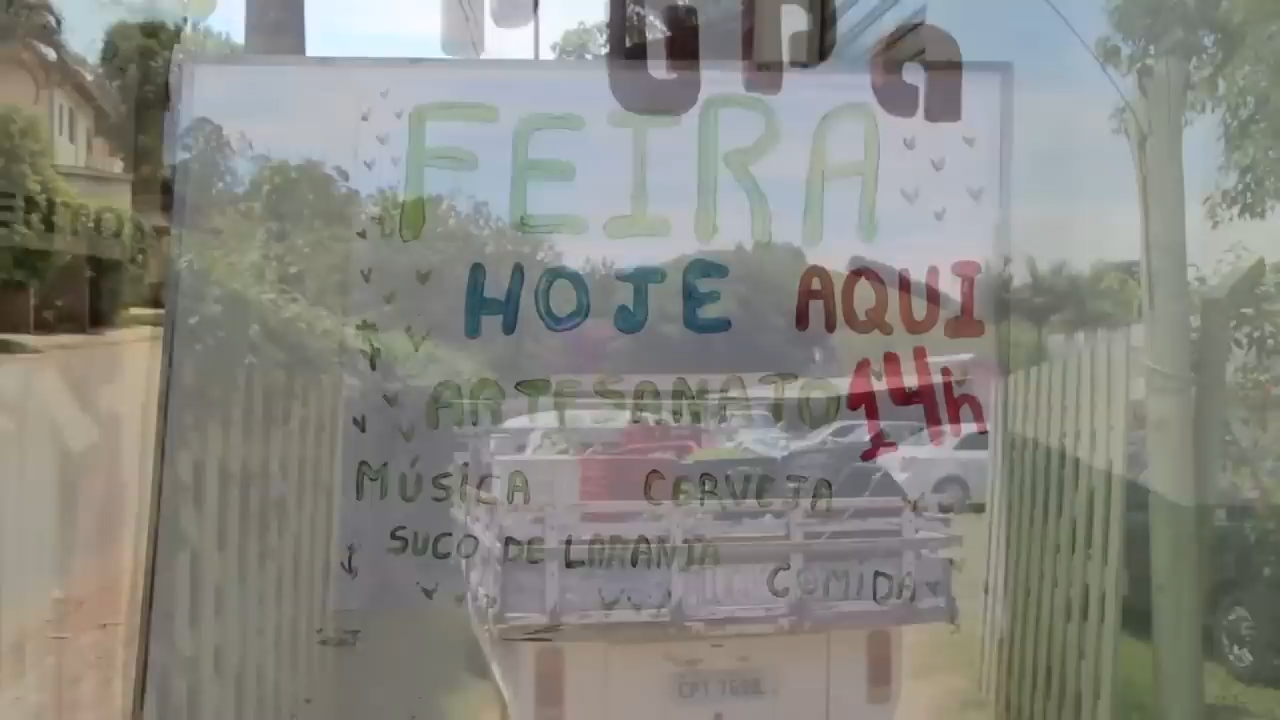 FEIRA
HOJE AQUI
ARTESANATO 14h
MÚSICA CERVEJA
SUCO DE LARANJA
COMIDA